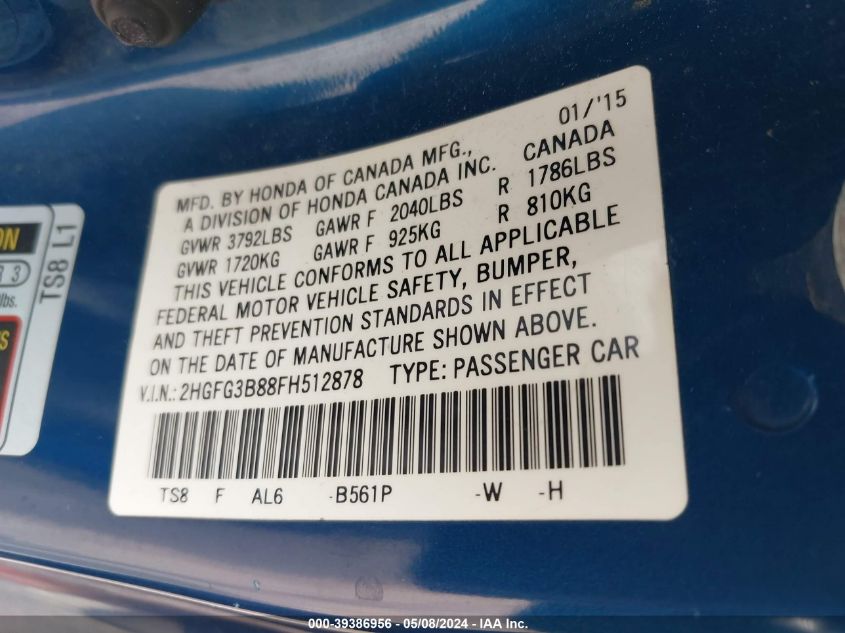 01/'15
MFD. BY HONDA OF CANADA MFG.,
A DIVISION OF HONDA CANADA INC. CANADA
GVWR 3792LBS GAWR F 2040LBS R 1786LBS
GVWR 1720KG GAWR F 925KG R 810KG
THIS VEHICLE CONFORMS TO ALL APPLICABLE
FEDERAL MOTOR VEHICLE SAFETY, BUMPER,
AND THEFT PREVENTION STANDARDS IN EFFECT
ON THE DATE OF MANUFACTURE SHOWN ABOVE.
V.I.N.: 2HGFG3B88FH512878 TYPE: PASSENGER CAR
TS8 F AL6 -B561P -W -H
TS8 L1
3
lbs.
000-39386956 - 05/08/2024 - IAA Inc.